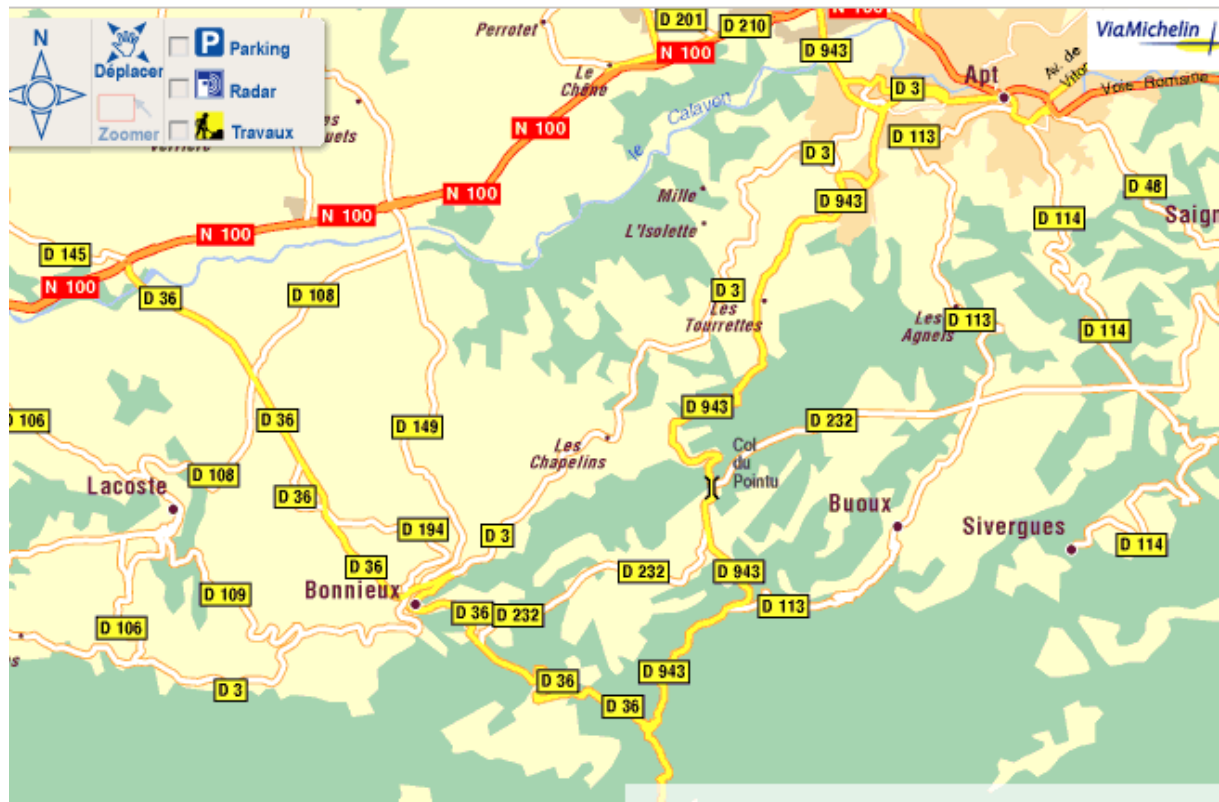 N
Déplacer
Zoomer
P Parking
Radar
Travaux
ViaMichelin
Perrotet
D 201
D 210
N 100
N 100
D 943
Apt
Av. de
Voie Romaine
Le
Chêne
le Calavon
N 100
D 3
D 113
D 3
D 48
N 100
N 100
N 100
Mille
L'Isolette
D 943
D 114
D 145
N 100
D 36
D 108
D 3
Les
Tourrettes
Les
Agnels
D 113
D 114
D 106
D 36
D 149
D 943
D 232
Les
Chapelins
Col
du
Pointu
Lacoste
D 108
D 36
D 194
D 3
Buoux
Sivergues
D 114
D 36
Bonnieux
D 109
D 36
D 232
D 232
D 943
D 113
D 106
D 3
D 36
D 943
D 36